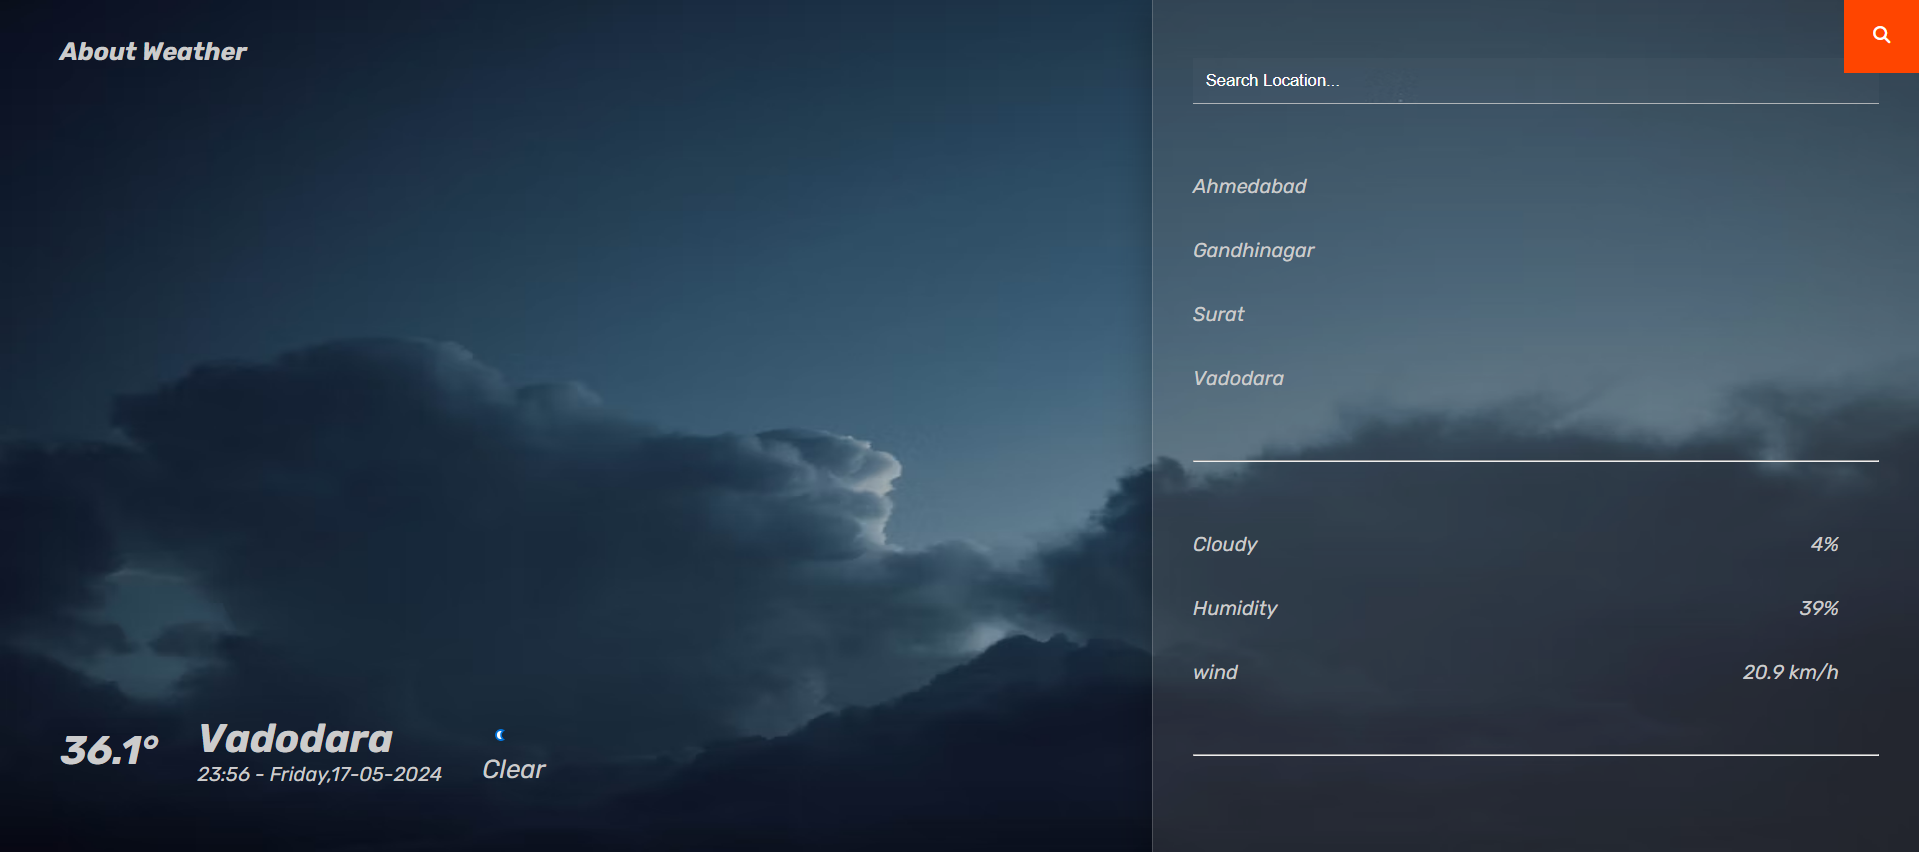 About Weather
Search Location...
Ahmedabad
Gandhinagar
Surat
Vadodara
Cloudy 4%
Humidity 39%
wind 20.9 km/h
36.1°
Vadodara
23:56 - Friday,17-05-2024
Clear